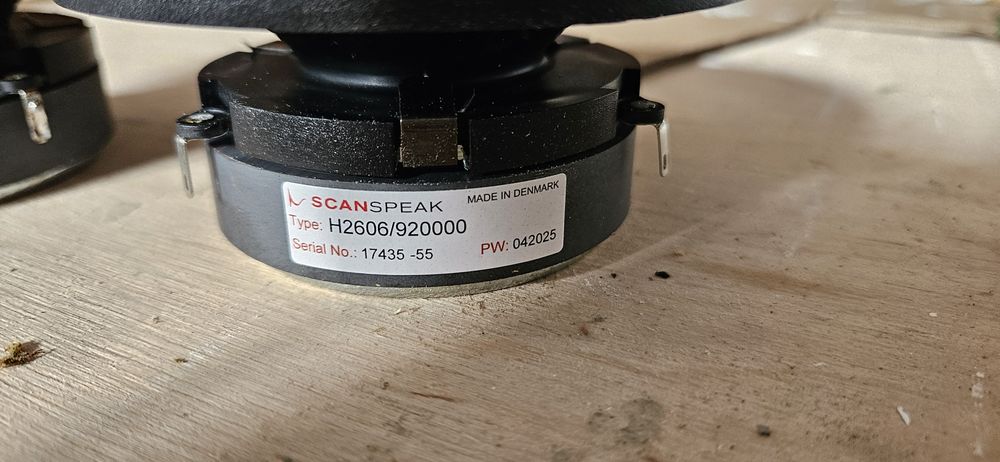 SCANSPEAK MADE IN DENMARK
Type: H2606/920000
Serial No.: 17435 -55 PW: 042025